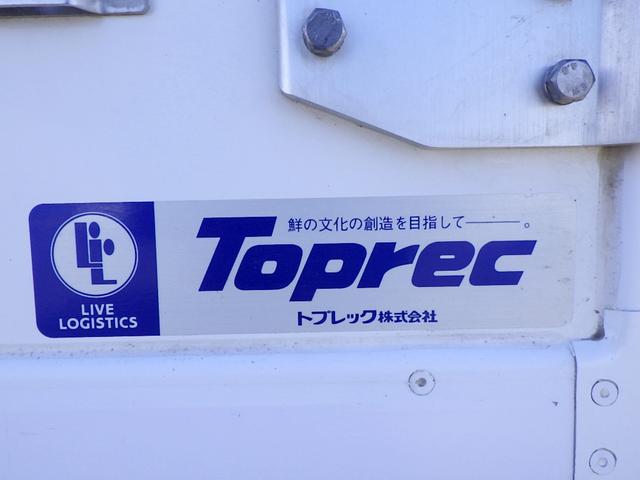 鮮の文化の創造を目指して――――。
Toprec
トプレック株式会社
LIVE
LOGISTICS